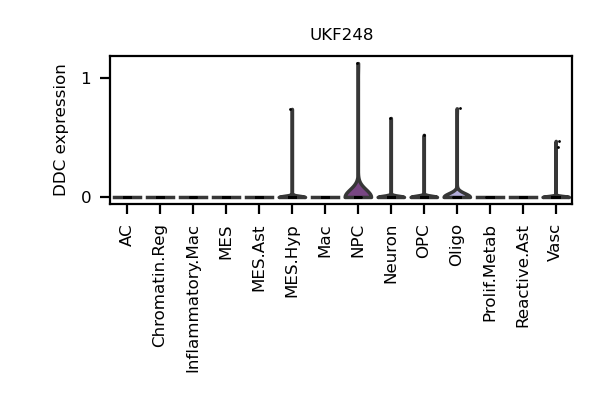 UKF248
DDC expression
1
0
AC
Chromatin.Reg
Inflammatory.Mac
MES
MES.Ast
MES.Hyp
Mac
NPC
Neuron
OPC
Oligo
Prolif.Metab
Reactive.Ast
Vasc